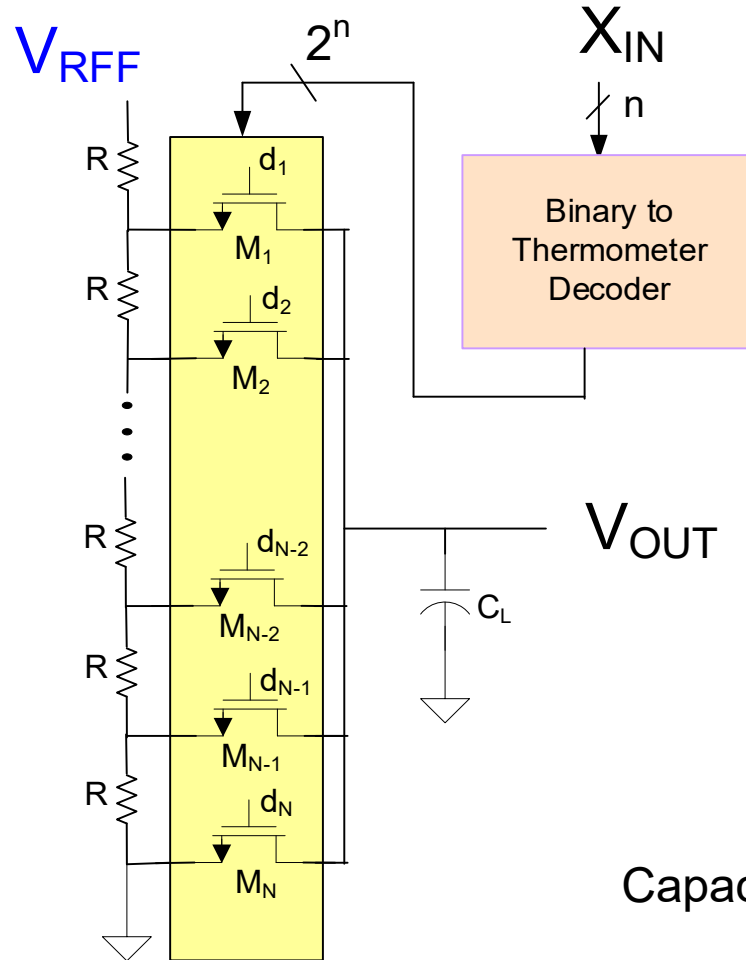 V_RFF
2^n
X_IN
n
R
d_1
M_1
Binary to
Thermometer
Decoder
R
d_2
M_2
R
d_N-2
M_N-2
V_OUT
C_L
R
d_N-1
M_N-1
R
d_N
M_N
Capac